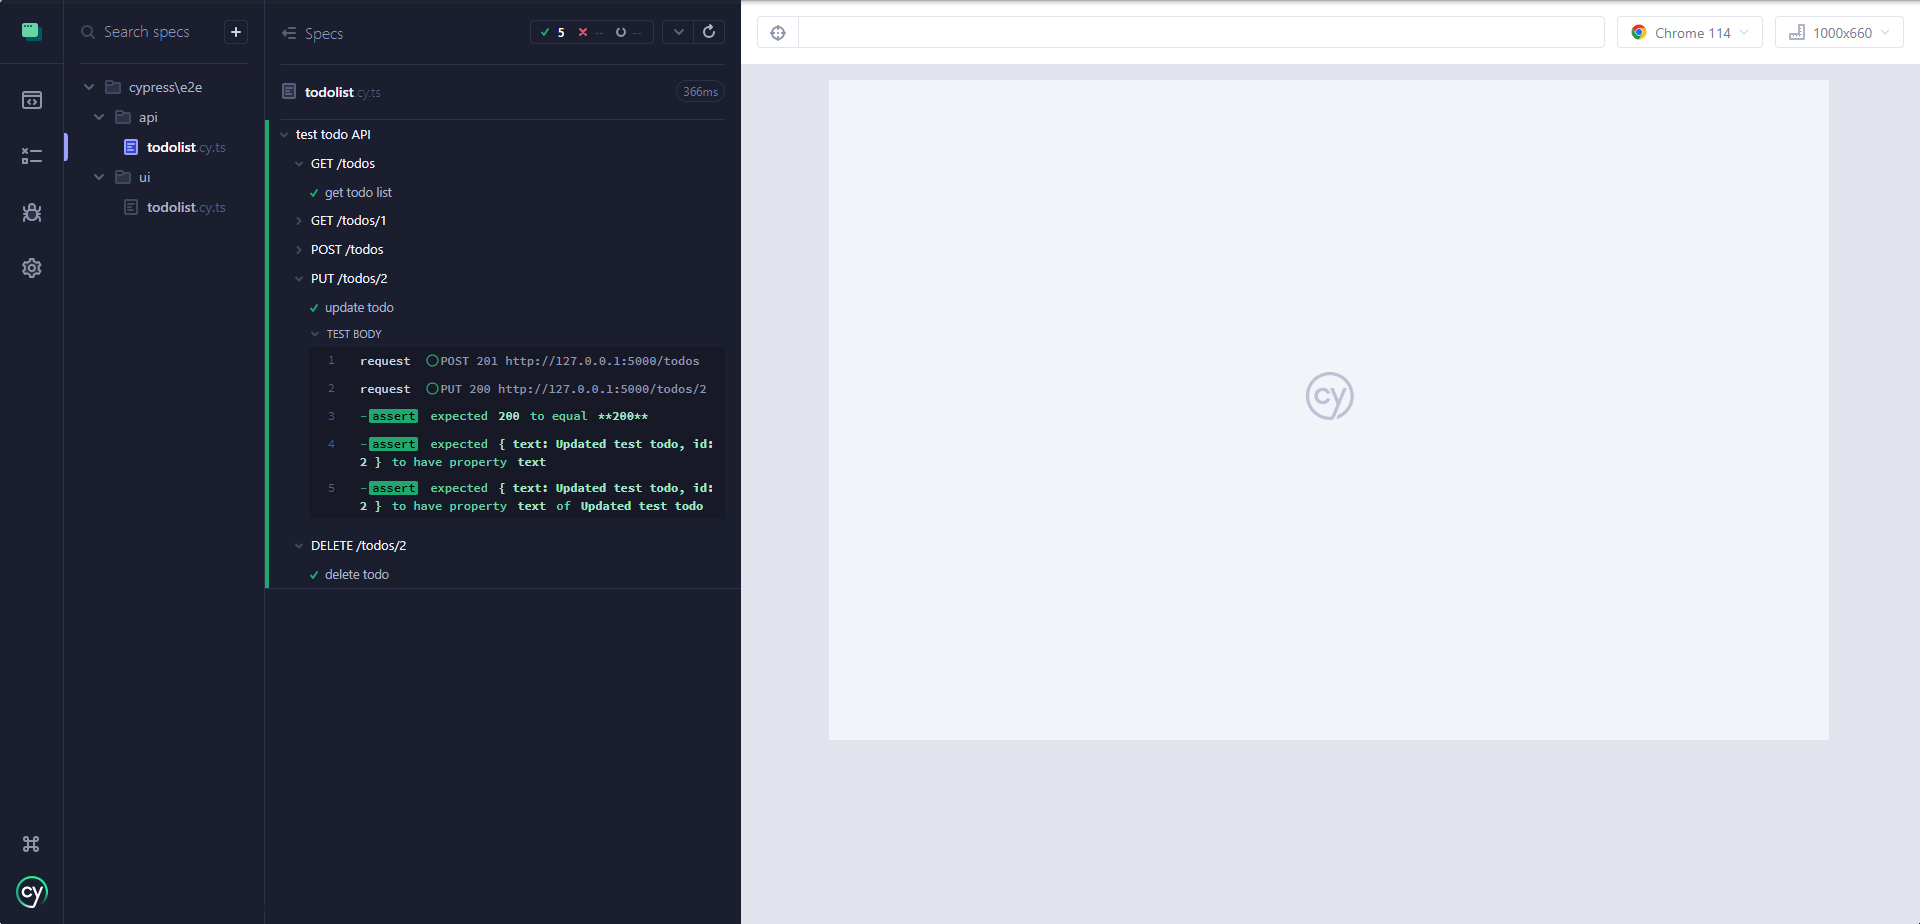 Search specs
+
cypress\e2e
api
todolist.cy.ts
ui
todolist.cy.ts
cy
Specs
5 -- --
todolist.cy.ts
366ms
test todo API
GET /todos
get todo list
GET /todos/1
POST /todos
PUT /todos/2
update todo
TEST BODY
1 request POST 201 http://127.0.0.1:5000/todos
2 request PUT 200 http://127.0.0.1:5000/todos/2
3 -assert expected 200 to equal **200**
4 -assert expected { text: Updated test todo, id:
2 } to have property text
5 -assert expected { text: Updated test todo, id:
2 } to have property text of Updated test todo
DELETE /todos/2
delete todo
Chrome 114
1000x660
cy